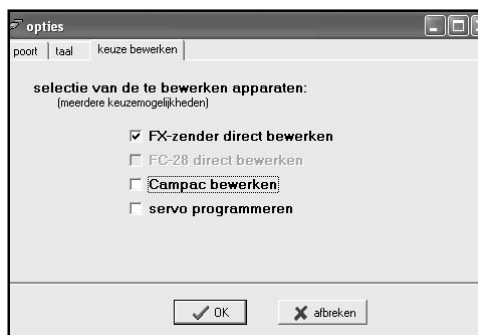 opties
poort taal keuze bewerken
selectie van de te bewerken apparaten:
(meerdere keuzemogelijkheden)
FX-zender direct bewerken
FC-28 direct bewerken
Campac bewerken
servo programmeren
OK afbreken